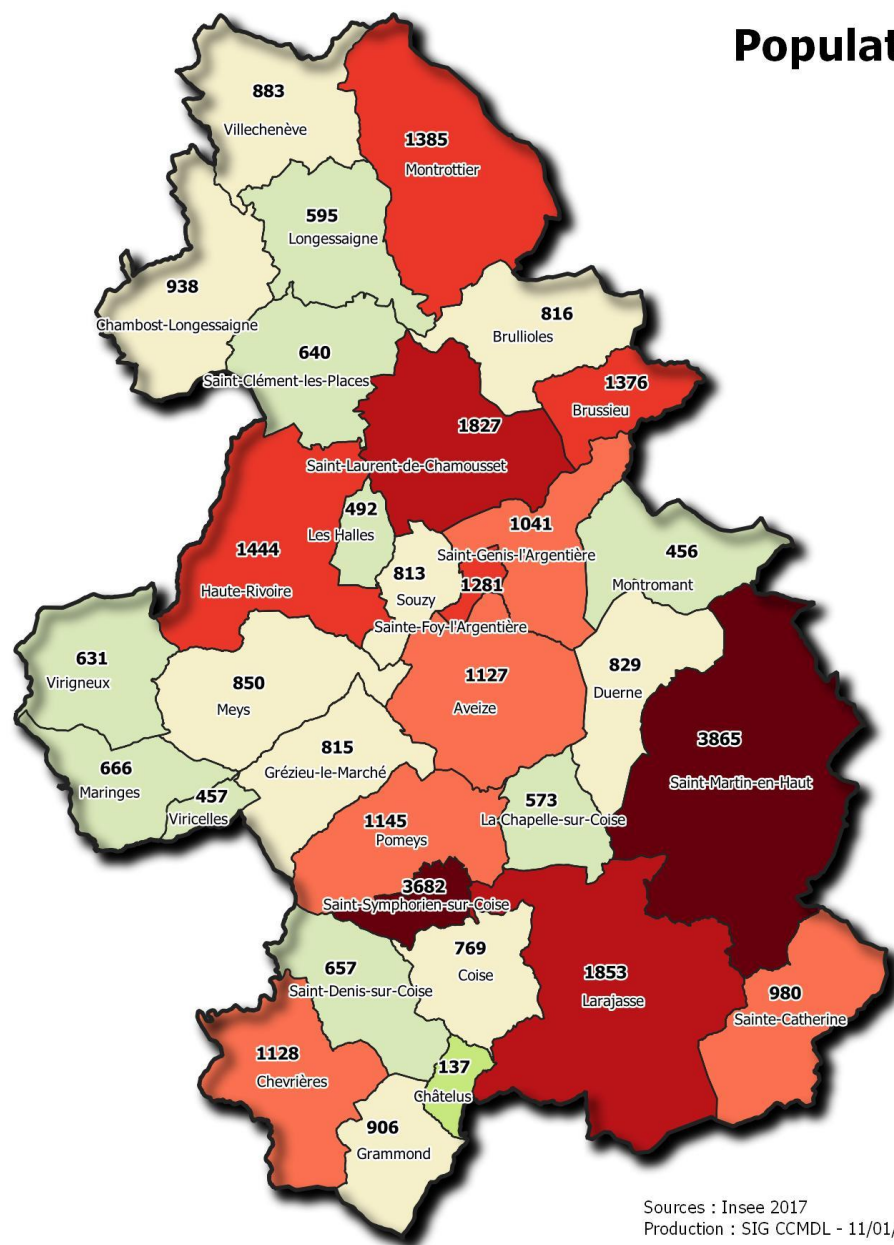 Populat
883
Villechenève
1385
Montrottier
595
Longessaigne
938
Chambost-Longessaigne
816
Brullioles
640
Saint-Clément-les-Places
1376
Brussieu
1827
Saint-Laurent-de-Chamousset
492
Les Halles
1041
Saint-Genis-l'Argentière
1444
Haute-Rivoire
456
Montromant
813
Souzy
1281
Sainte-Foy-l'Argentière
631
Virigneux
850
Meys
1127
Aveize
829
Duerne
3865
Saint-Martin-en-Haut
815
Grézieu-le-Marché
666
Maringes
457
Viricelles
573
La-Chapelle-sur-Coise
1145
Pomeys
3682
Saint-Symphorien-sur-Coise
769
Coise
657
Saint-Denis-sur-Coise
1853
Larajasse
980
Sainte-Catherine
1128
Chevrières
137
Châtelus
906
Grammond
Sources : Insee 2017
Production : SIG CCMDL - 11/01/